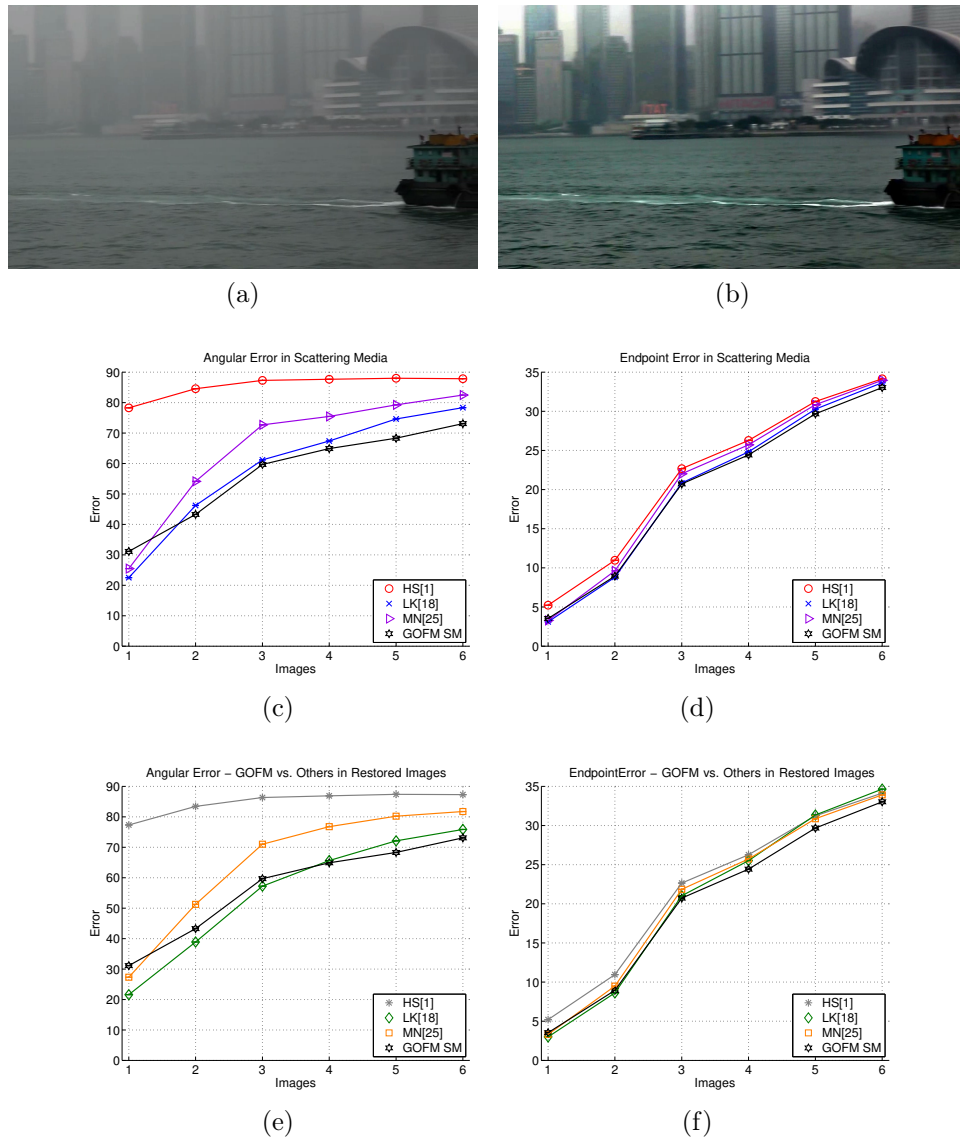 (a)
(b)
Angular Error in Scattering Media
Error
90
80
70
60
50
40
30
20
10
0
1 2 3 4 5 6
Images
HS[1]
LK[18]
MN[25]
GOFM SM
(c)
Endpoint Error in Scattering Media
Error
35
30
25
20
15
10
5
0
1 2 3 4 5 6
Images
HS[1]
LK[18]
MN[25]
GOFM SM
(d)
Angular Error − GOFM vs. Others in Restored Images
Error
90
80
70
60
50
40
30
20
10
0
1 2 3 4 5 6
Images
HS[1]
LK[18]
MN[25]
GOFM SM
(e)
EndpointError − GOFM vs. Others in Restored Images
Error
35
30
25
20
15
10
5
0
1 2 3 4 5 6
Images
HS[1]
LK[18]
MN[25]
GOFM SM
(f)